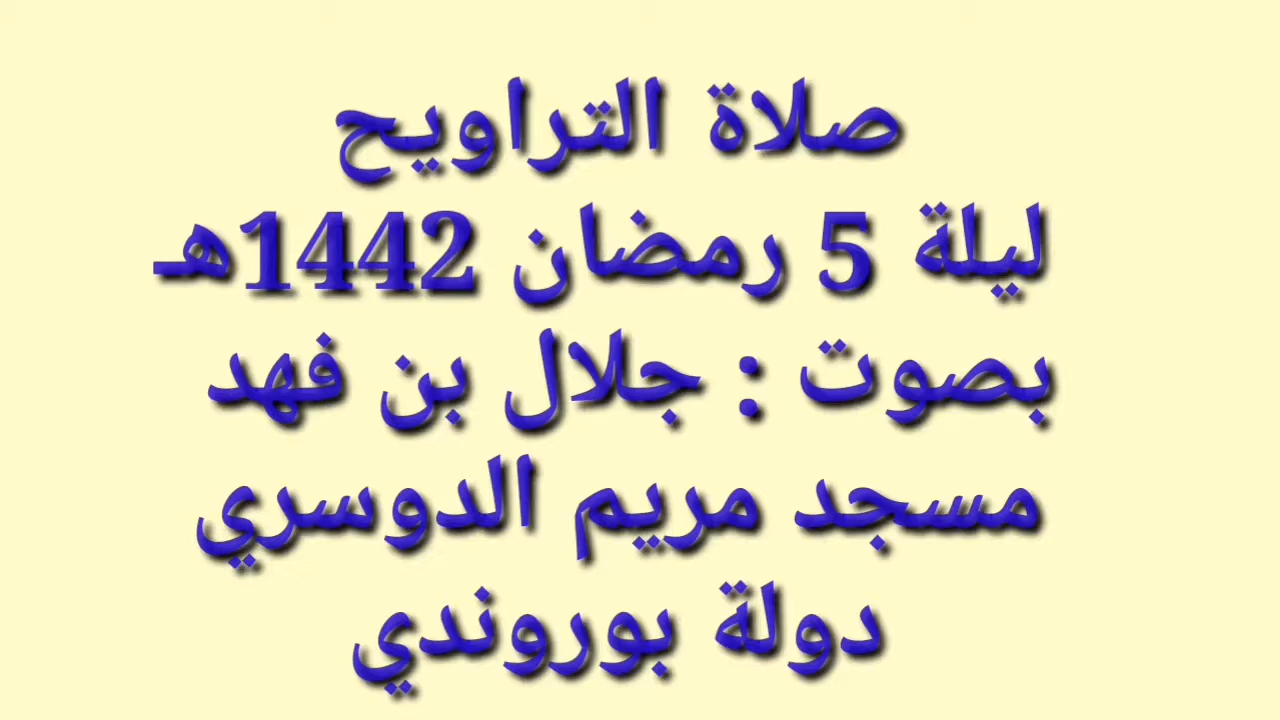 صلاة التراويح
ليلة 5 رمضان 1442هـ
بصوت : جلال بن فهد
مسجد مريم الدوسري
دولة بوروندي